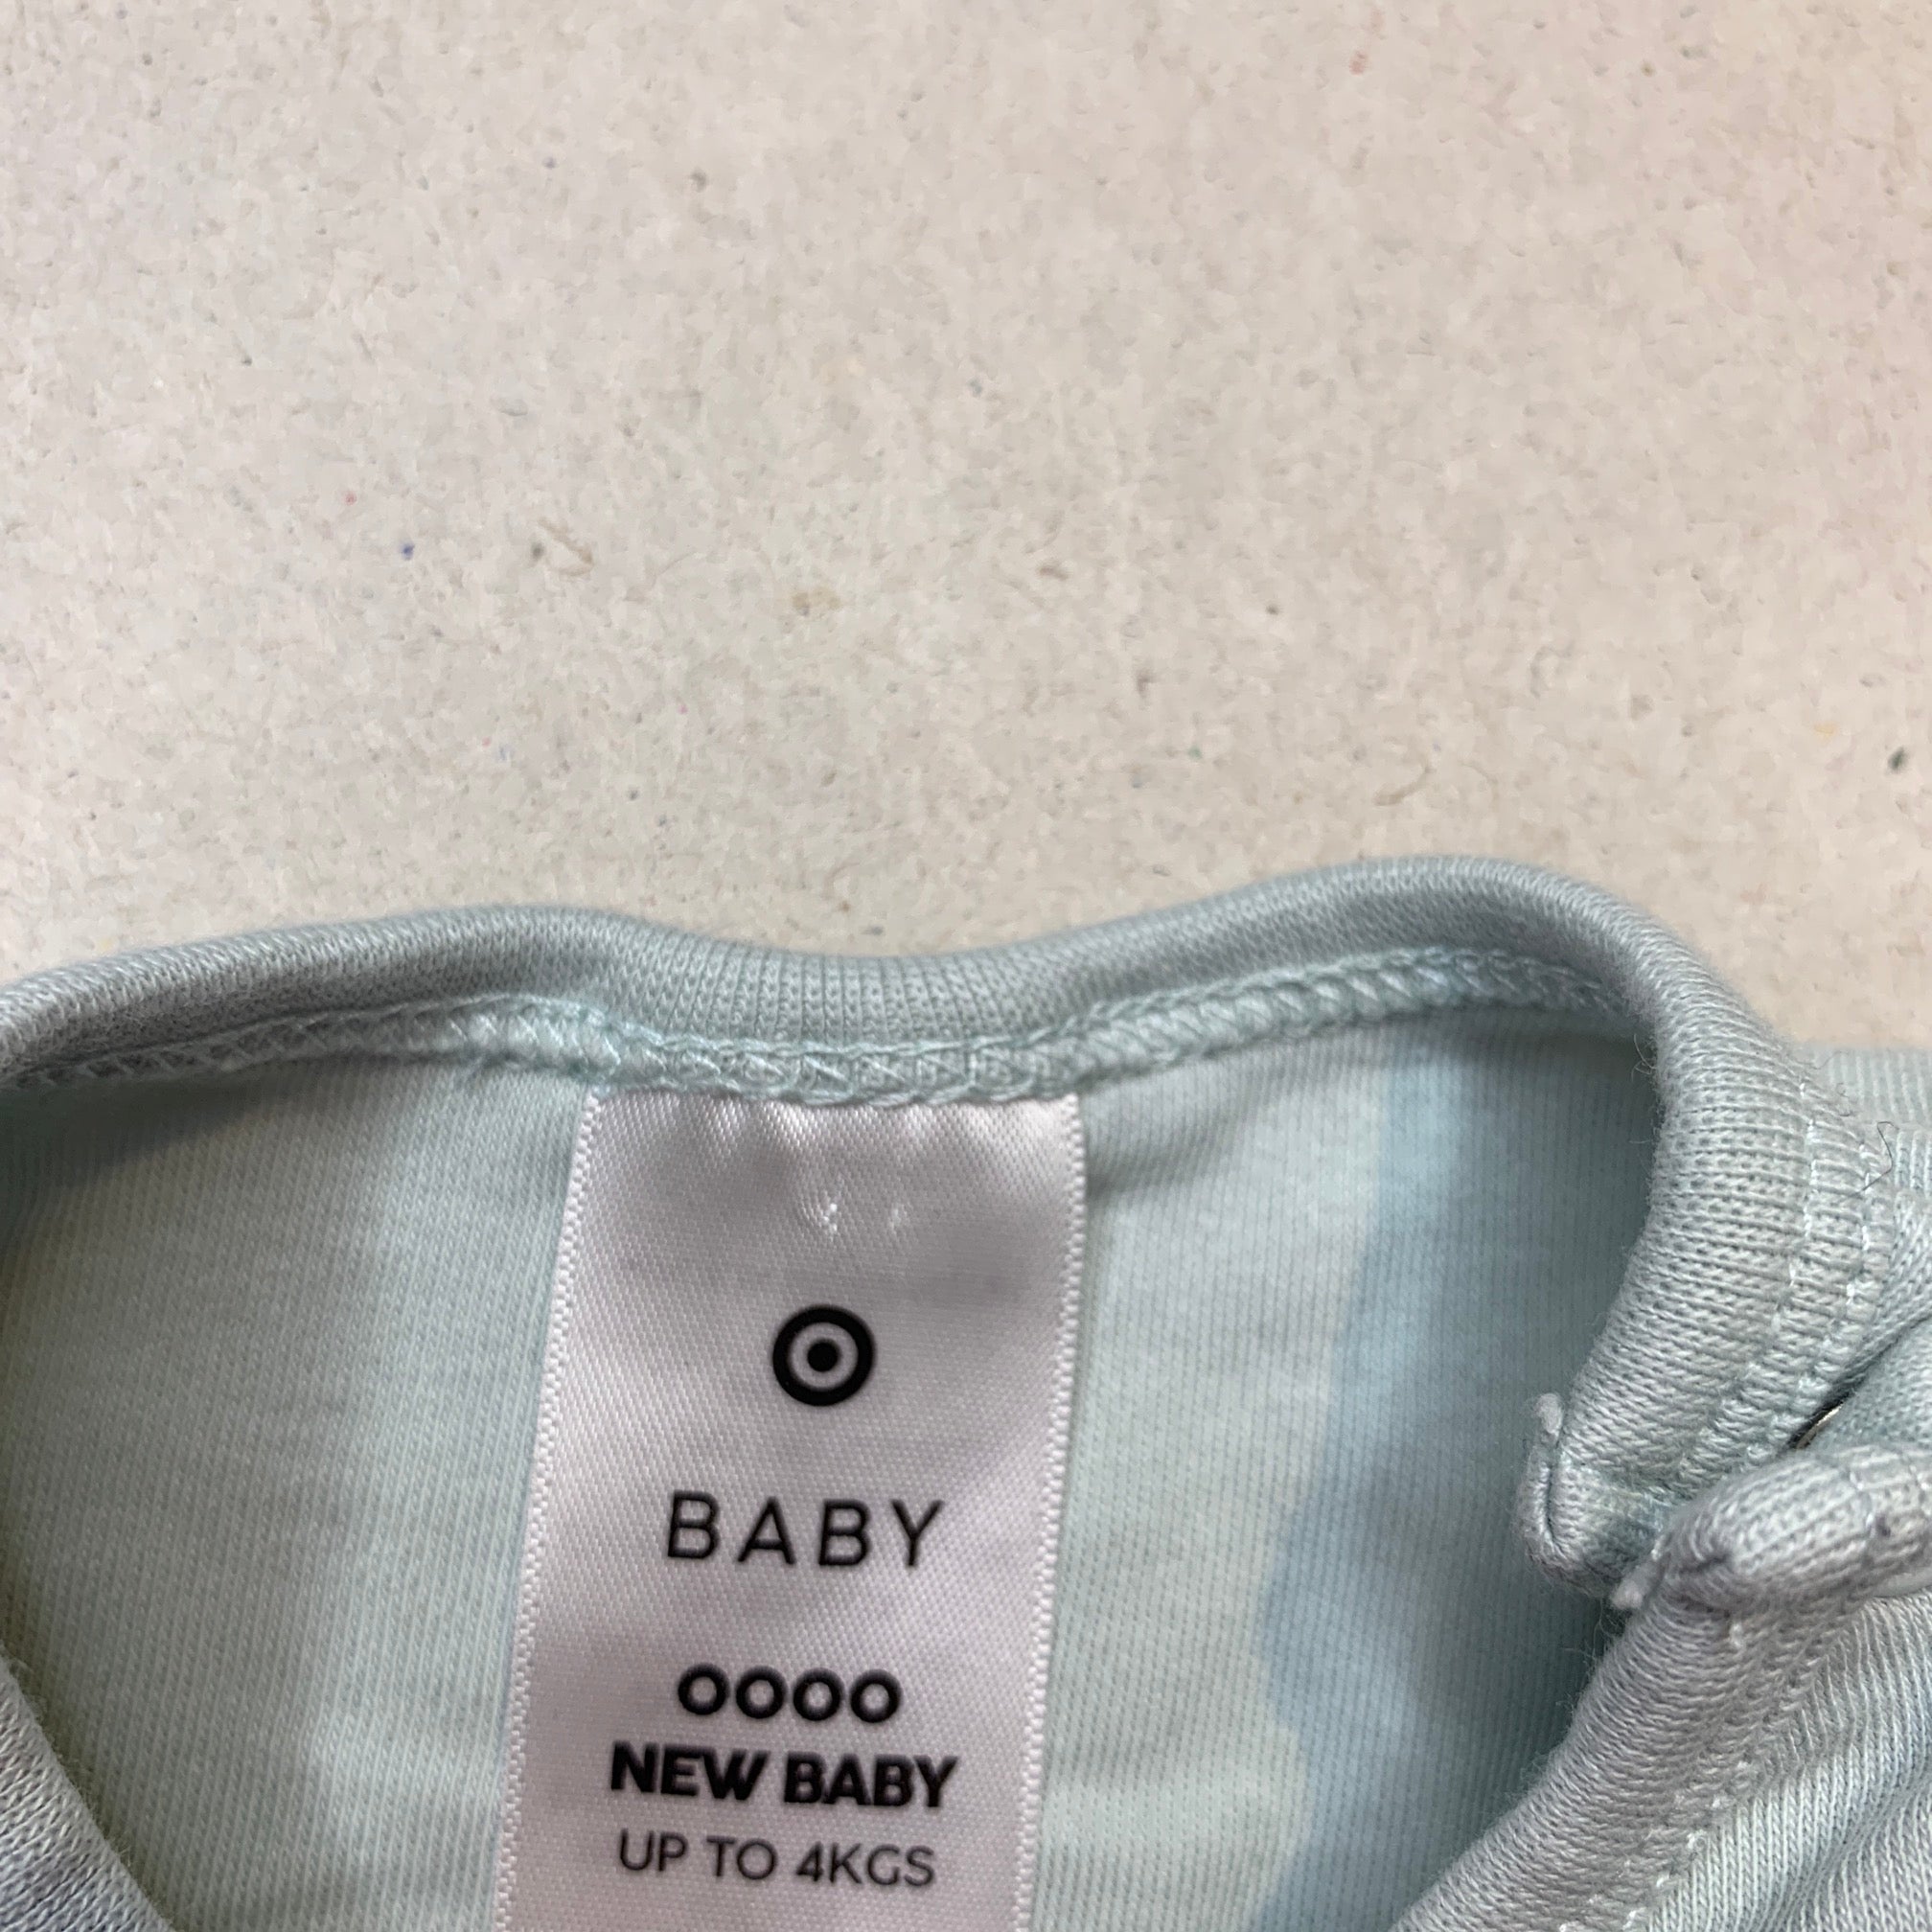 BABY
0000
NEW BABY
UP TO 4KGS